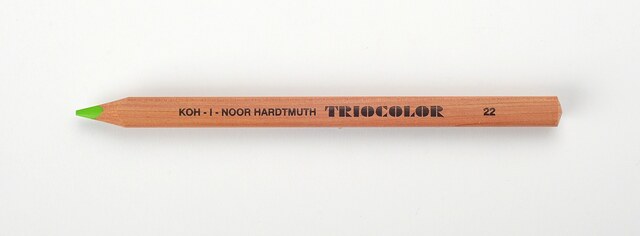 KOH - I - NOOR HARDTMUTH TRIOCOLOR 22